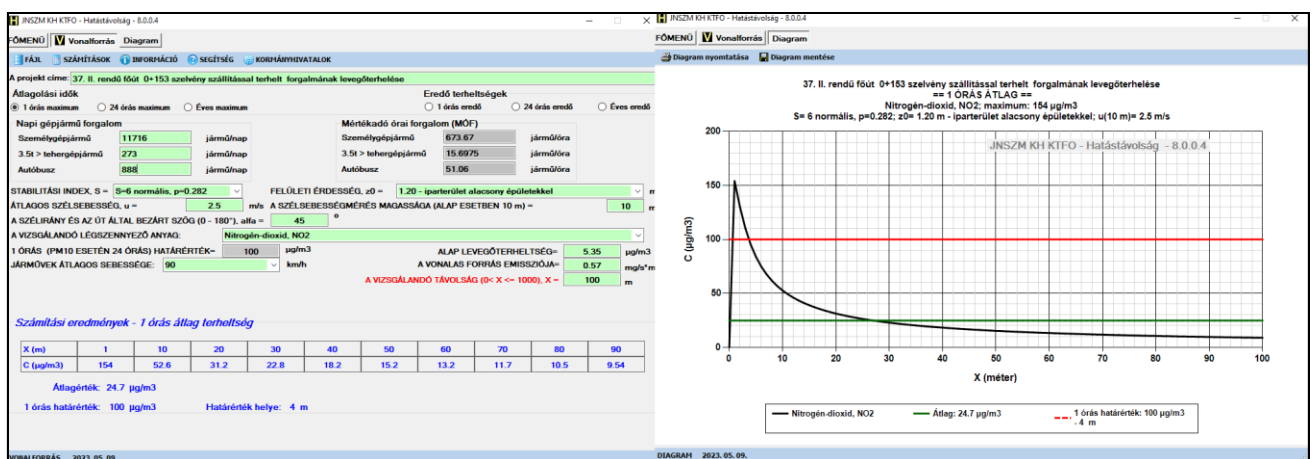 JNSZM KH KTFO - Hatástávolság - 8.0.0.4
FŐMENÜ Vonalforrás Diagram
FÁJL SZÁMÍTÁSOK INFORMÁCIÓ SEGÍTSÉG KORMÁNYHIVATALOK
A projekt címe: 37. II. rendű főút 0+153 szelvény szállítással terhelt forgalmának levegőterhelése
Átlagolási idők Eredő terheltségek
1 órás maximum 24 órás maximum Éves maximum 1 órás eredő 24 órás eredő Éves eredő
Napi gépjármű forgalom Mértékadó órai forgalom (MÓF)
Személygépjármű 11716 jármű/nap Személygépjármű 673.67 jármű/óra
3.5t > tehergépjármű 273 jármű/nap 3.5t > tehergépjármű 15.6975 jármű/óra
Autóbusz 888 jármű/nap Autóbusz 51.06 jármű/óra
STABILITÁSI INDEX, S = S=6 normális, p=0.282 FELÜLETI ÉRDESSÉG, z0 = 1.20 - iparterület alacsony épületekkel m
ÁTLAGOS SZÉLSEBESSÉG, u = 2.5 m/s A SZÉLSEBESSÉGMÉRÉS MAGASSÁGA (ALAP ESETBEN 10 m) = 10 m
A SZÉLIRÁNY ÉS AZ ÚT ÁLTAL BEZÁRT SZÖG (0 - 180°), alfa = 45 °
A VIZSGÁLANDÓ LÉGSZENNYEZŐ ANYAG: Nitrogén-dioxid, NO2
1 ÓRÁS (PM10 ESETÉN 24 ÓRÁS) HATÁRÉRTÉK= 100 µg/m3 ALAP LEVEGŐTERHELTSÉG= 5.35 µg/m3
JÁRMŰVEK ÁTLAGOS SEBESSÉGE: 90 km/h A VONALAS FORRÁS EMISSZIÓJA= 0.57 mg/s*m
A VIZSGÁLANDÓ TÁVOLSÁG (0< X <= 1000), X = 100 m
Számítási eredmények - 1 órás átlag terheltség
X (m) 1 10 20 30 40 50 60 70 80 90
C (µg/m3) 154 52.6 31.2 22.8 18.2 15.2 13.2 11.7 10.5 9.54
Átlagérték: 24.7 µg/m3
1 órás határérték: 100 µg/m3 Határérték helye: 4 m
VONALFORRÁS 2023. 05. 09.
JNSZM KH KTFO - Hatástávolság - 8.0.0.4
FŐMENÜ Vonalforrás Diagram
Diagram nyomtatása Diagram mentése
37. II. rendű főút 0+153 szelvény szállítással terhelt forgalmának levegőterhelése
== 1 ÓRÁS ÁTLAG ==
Nitrogén-dioxid, NO2; maximum: 154 µg/m3
S= 6 normális, p=0.282; z0= 1.20 m - iparterület alacsony épületekkel; u(10 m)= 2.5 m/s
JNSZM KH KTFO - Hatástávolság - 8.0.0.4
C (µg/m3)
200
150
100
50
0
0 10 20 30 40 50 60 70 80 90 100
X (méter)
Nitrogén-dioxid, NO2 Átlag: 24.7 µg/m3 1 órás határérték: 100 µg/m3
- 4 m
DIAGRAM 2023. 05. 09.